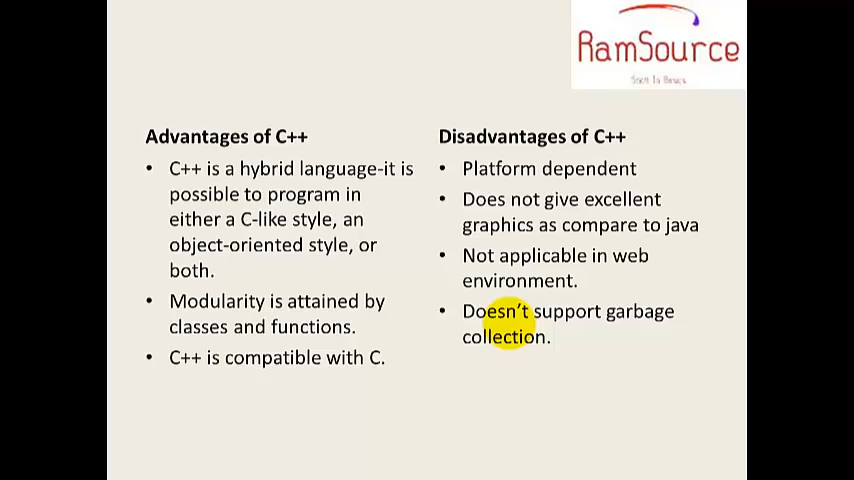 RamSource
Advantages of C++
• C++ is a hybrid language-it is
possible to program in
either a C-like style, an
object-oriented style, or
both.
• Modularity is attained by
classes and functions.
• C++ is compatible with C.
Disadvantages of C++
• Platform dependent
• Does not give excellent
graphics as compare to java
• Not applicable in web
environment.
• Doesn't support garbage
collection.